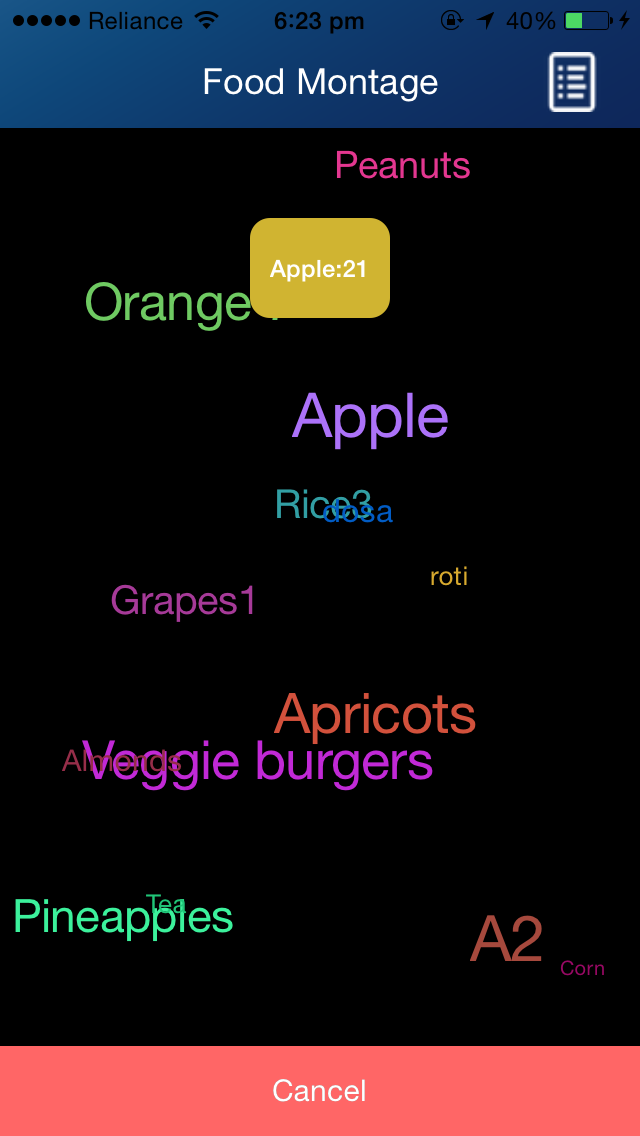 Reliance 6:23 pm 40%
Food Montage
Peanuts
Apple:21
Orange
Apple
Rice3
dosa
roti
Grapes1
Apricots
Almonds
Veggie burgers
Tea
Pineapples
A2
Corn
Cancel